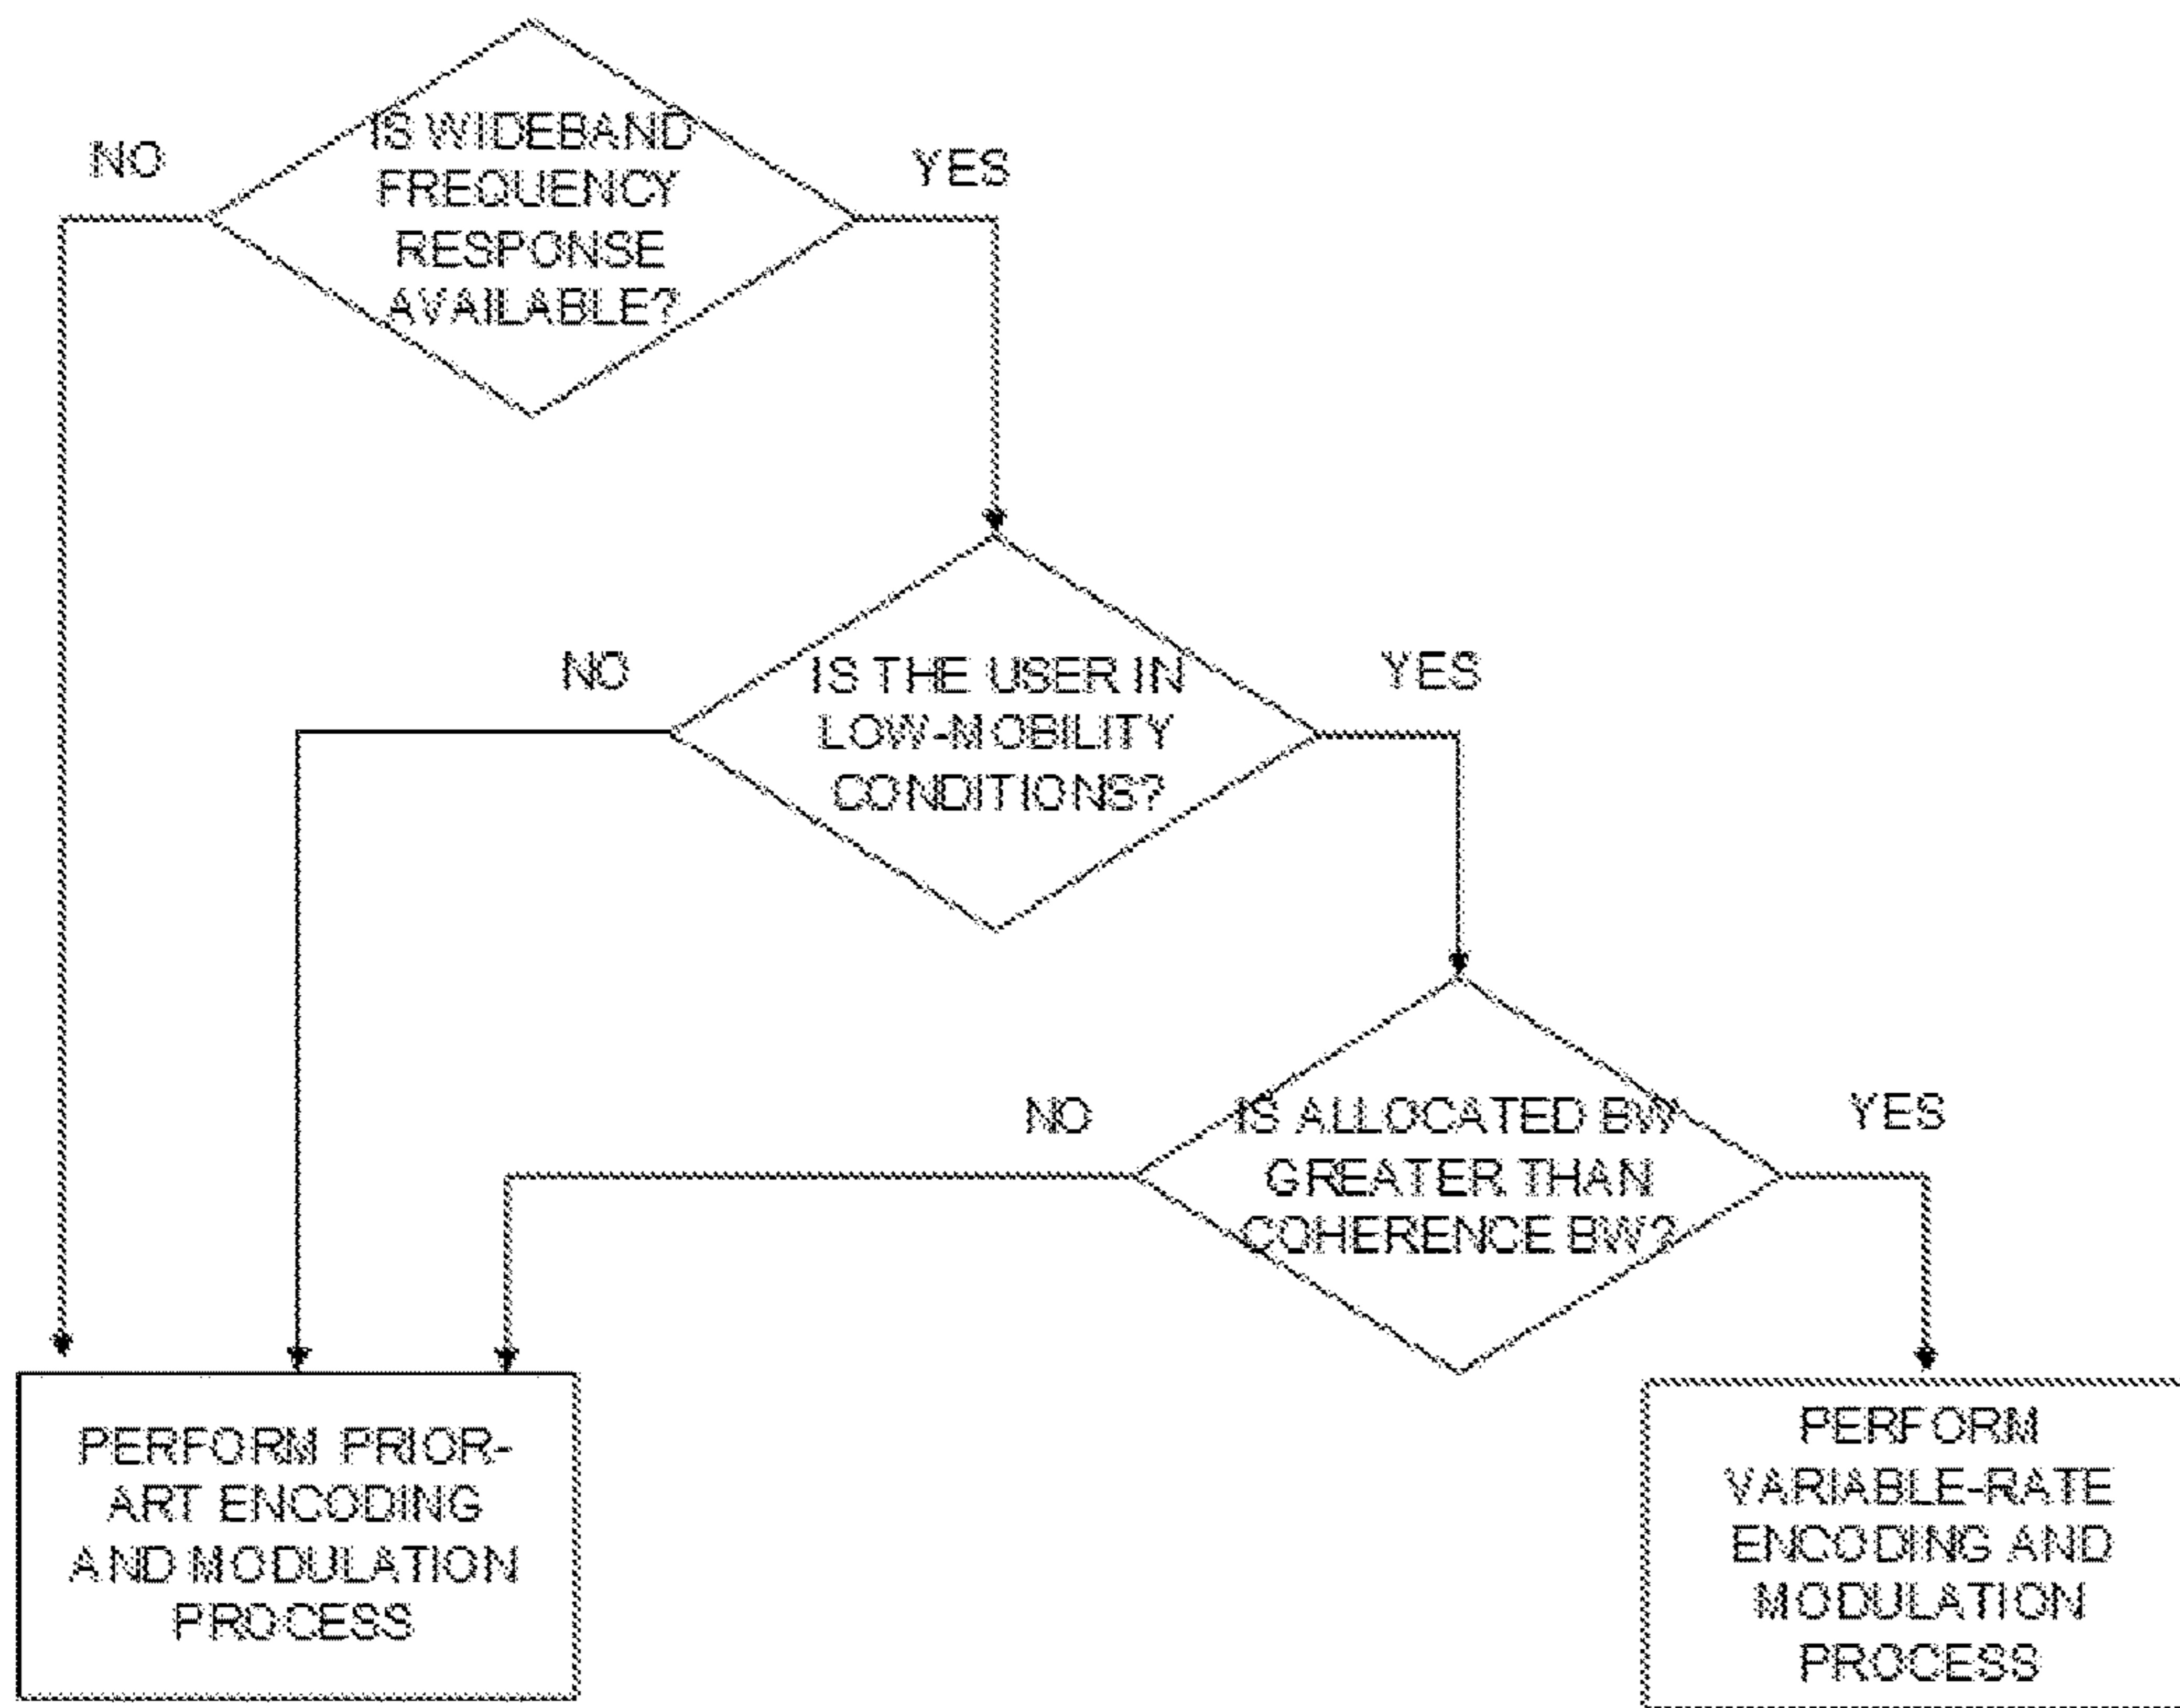 NO
IS WIDEBAND
FREQUENCY
RESPONSE
AVAILABLE?
YES
NO
IS THE USER IN
LOW-MOBILITY
CONDITIONS?
YES
NO
IS ALLOCATED BW
GREATER THAN
COHERENCE BW?
YES
PERFORM PRIOR-
ART ENCODING
AND MODULATION
PROCESS
PERFORM
VARIABLE-RATE
ENCODING AND
MODULATION
PROCESS